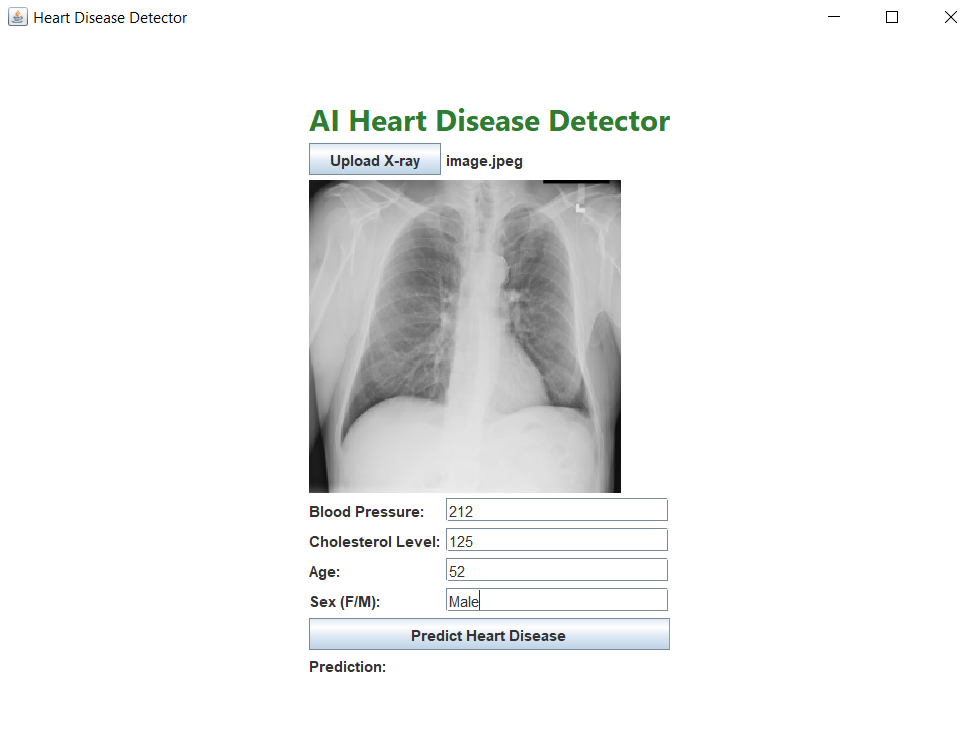 Heart Disease Detector
AI Heart Disease Detector
Upload X-ray image.jpeg
L
Blood Pressure: 212
Cholesterol Level: 125
Age: 52
Sex (F/M): Male
Predict Heart Disease
Prediction: